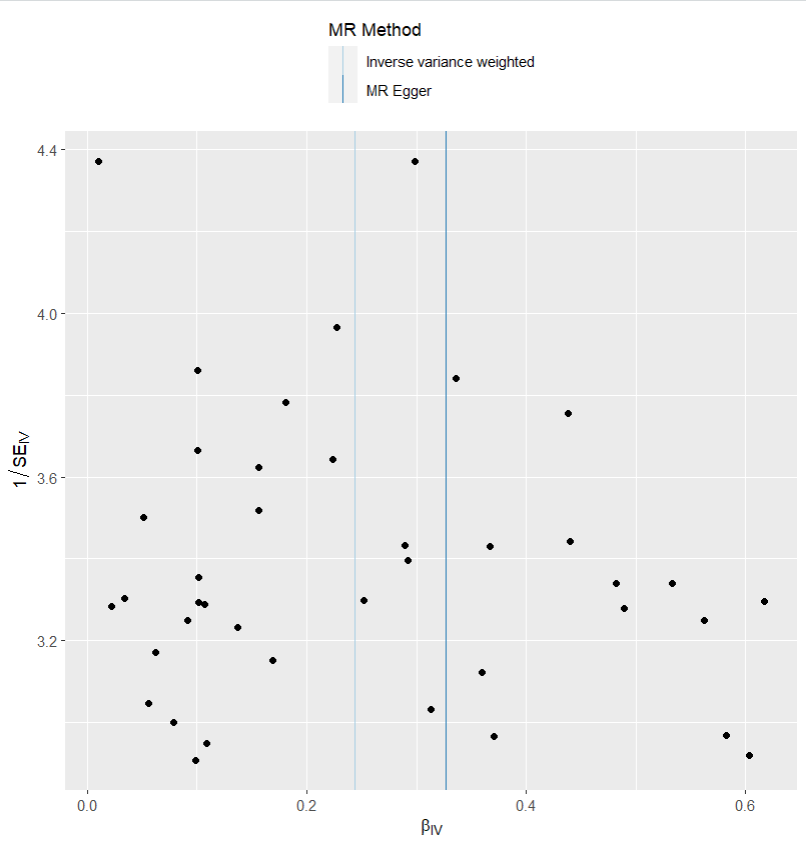 MR Method
Inverse variance weighted
MR Egger
4.4
4.0
3.6
3.2
1/SEIV
0.0
0.2
0.4
0.6
βIV